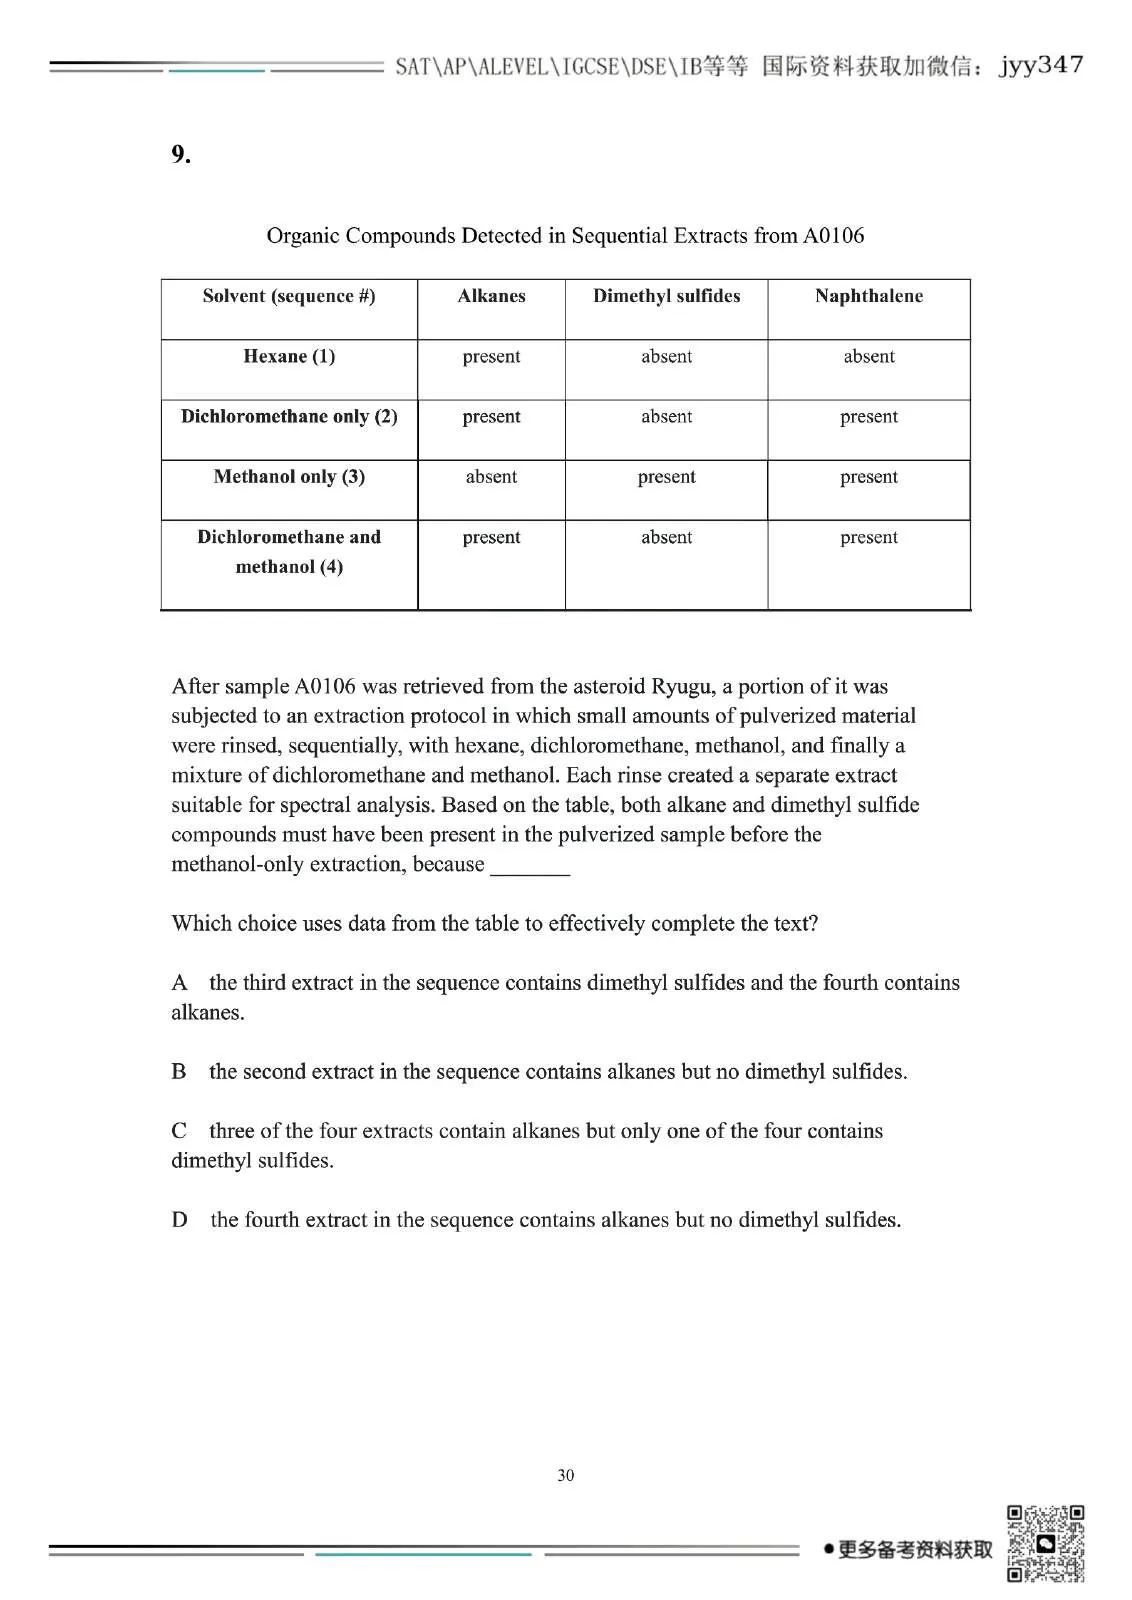 SAT\AP\ALEVEL\IGCSE\DSE\IB等等 国际资料获取加微信: jyy347
9.
Organic Compounds Detected in Sequential Extracts from A0106
Solvent (sequence #) Alkanes Dimethyl sulfides Naphthalene
Hexane (1) present absent absent
Dichloromethane only (2) present absent present
Methanol only (3) absent present present
Dichloromethane and present absent present
methanol (4)
After sample A0106 was retrieved from the asteroid Ryugu, a portion of it was
subjected to an extraction protocol in which small amounts of pulverized material
were rinsed, sequentially, with hexane, dichloromethane, methanol, and finally a
mixture of dichloromethane and methanol. Each rinse created a separate extract
suitable for spectral analysis. Based on the table, both alkane and dimethyl sulfide
compounds must have been present in the pulverized sample before the
methanol-only extraction, because _______
Which choice uses data from the table to effectively complete the text?
A the third extract in the sequence contains dimethyl sulfides and the fourth contains
alkanes.
B the second extract in the sequence contains alkanes but no dimethyl sulfides.
C three of the four extracts contain alkanes but only one of the four contains
dimethyl sulfides.
D the fourth extract in the sequence contains alkanes but no dimethyl sulfides.
30
●更多备考资料获取